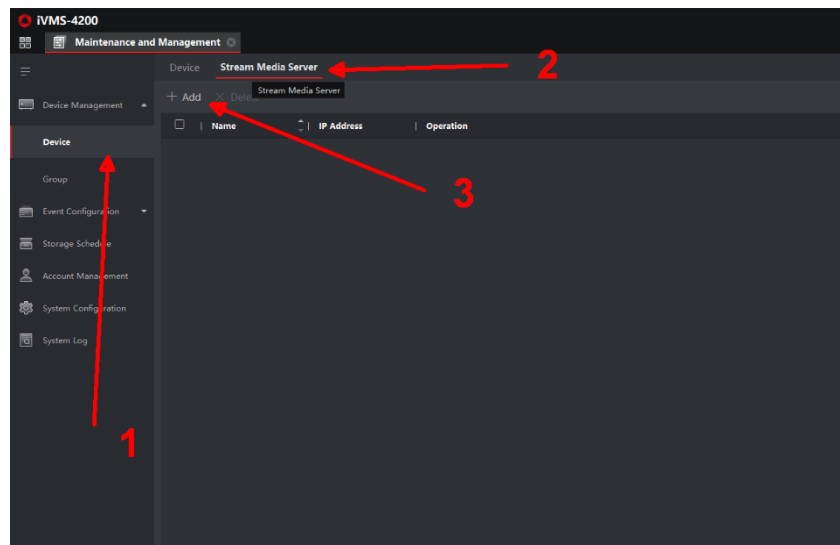 iVMS-4200
Maintenance and Management
Device Stream Media Server
2
Stream Media Server
Add
Name IP Address Operation
Device Management
Device
Group
3
Event Configuration
Storage Schedule
Account Management
System Configuration
System Log
1